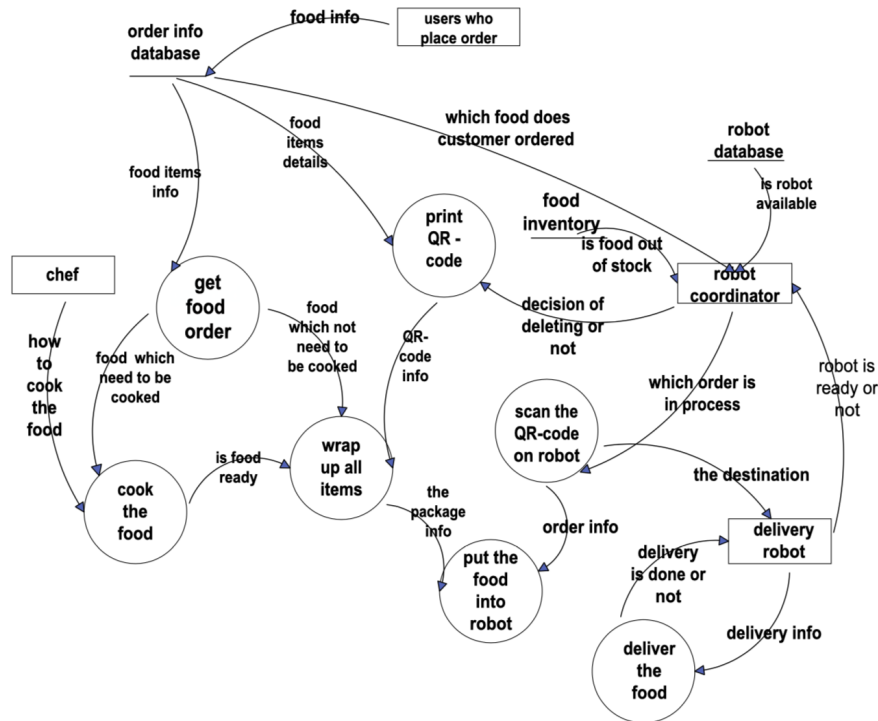 food info
users who
place order
order info
database
which food does
customer ordered
food
items
details
robot
database
food items
info
is robot
available
food
inventory
print
QR -
code
is food out
of stock
robot
coordinator
chef
get
food
order
decision of
deleting or
not
food
which not
need to
be cooked
QR-
code
info
how
to
cook
the
food
food which
need to be
cooked
robot is
ready or
not
which order is
in process
scan the
QR-code
on robot
wrap
up all
items
is food
ready
the destination
cook
the
food
the
package
info
order info
delivery
robot
delivery
is done or
not
put the
food
into
robot
delivery info
deliver
the
food